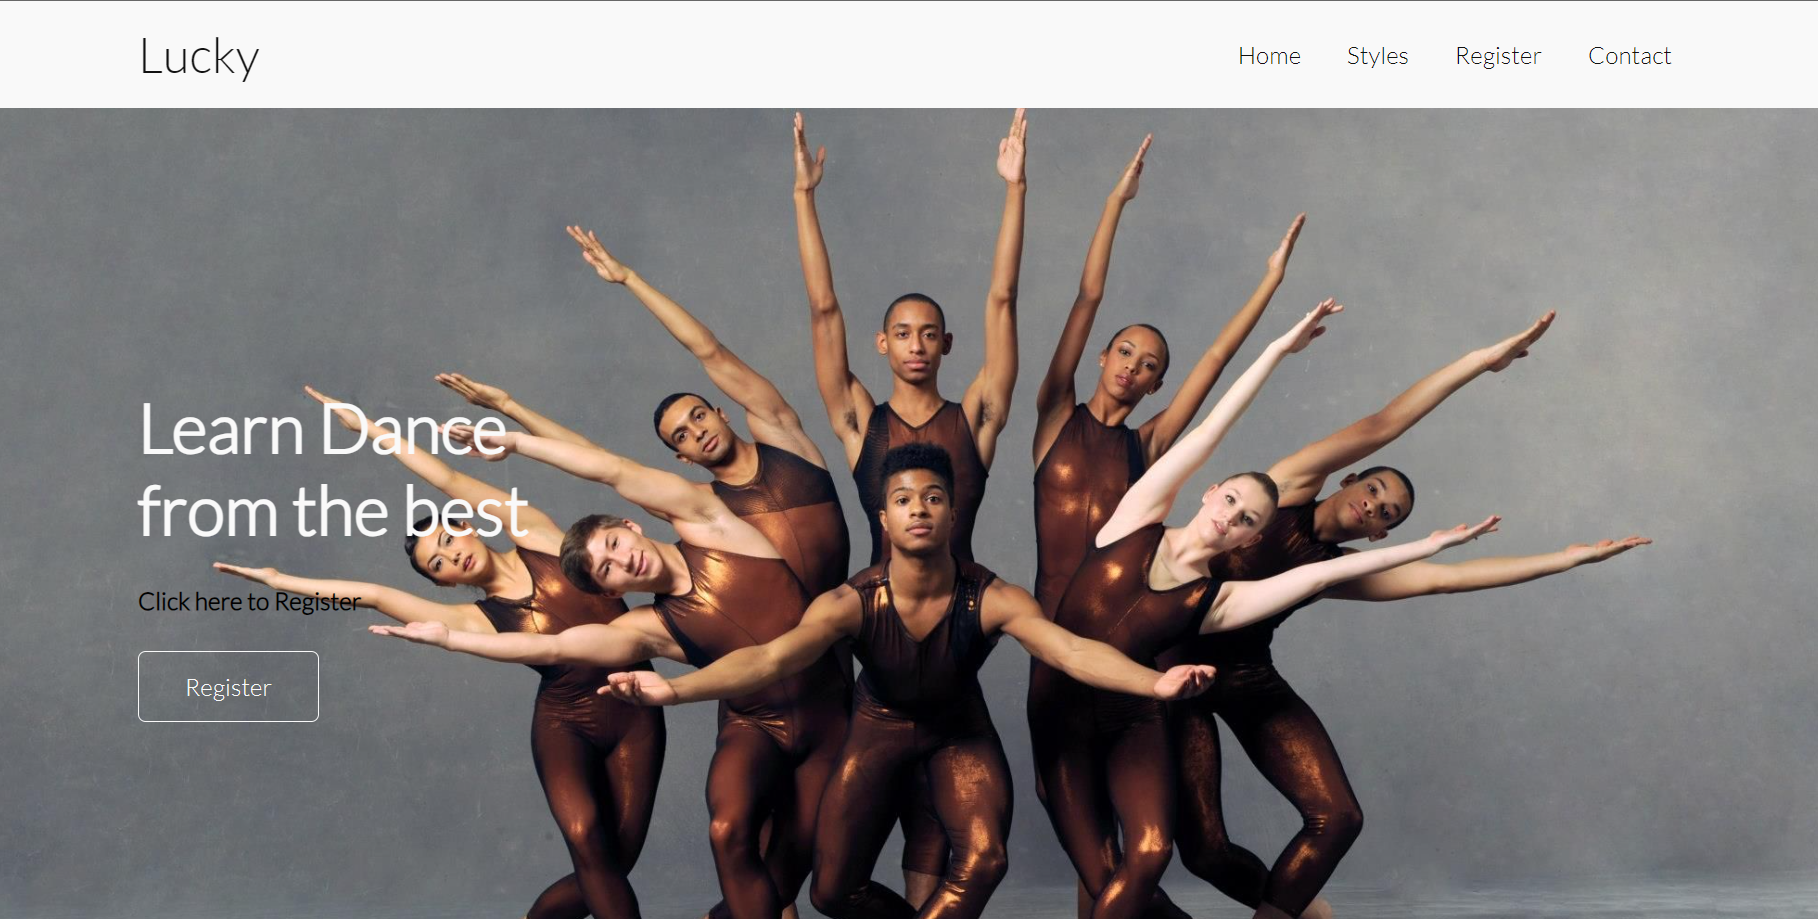 Lucky
Home Styles Register Contact
Learn Dance
from the best
Click here to Register
Register